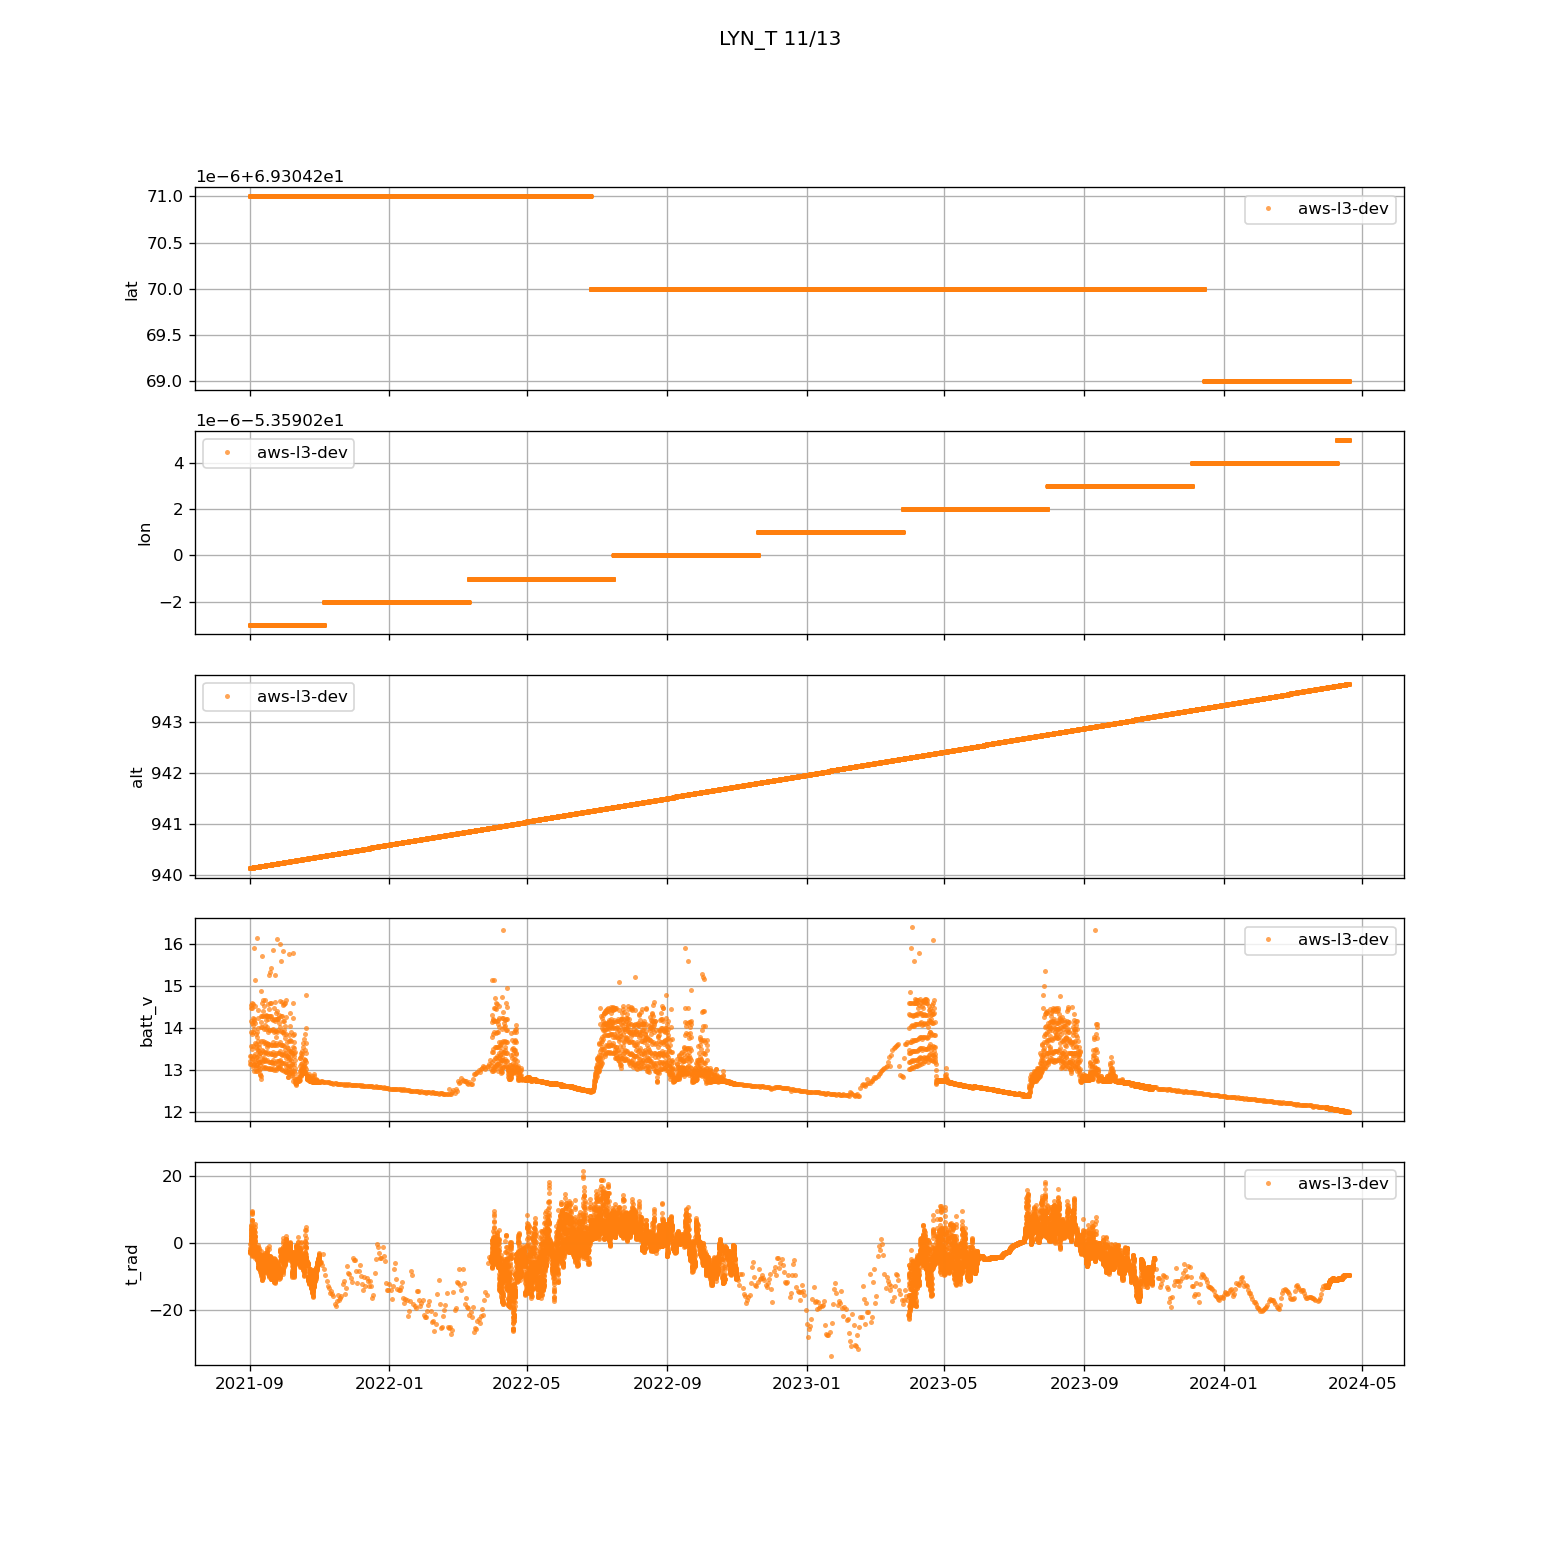 LYN_T 11/13
1e−6+6.93042e1
71.0
70.5
70.0
69.5
69.0
lat
aws-l3-dev
1e−6−5.35902e1
4
2
0
−2
lon
aws-l3-dev
943
942
941
940
alt
aws-l3-dev
16
15
14
13
12
batt_v
aws-l3-dev
20
0
−20
t_rad
aws-l3-dev
2021-09 2022-01 2022-05 2022-09 2023-01 2023-05 2023-09 2024-01 2024-05